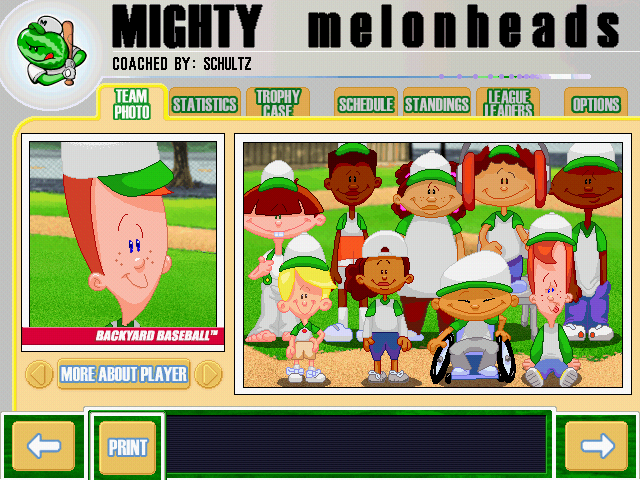 MIGHTY melonheads
COACHED BY: SCHULTZ
TEAM PHOTO
STATISTICS
TROPHY CASE
SCHEDULE
STANDINGS
LEAGUE LEADERS
OPTIONS
BACKYARD BASEBALL™
MORE ABOUT PLAYER
PRINT